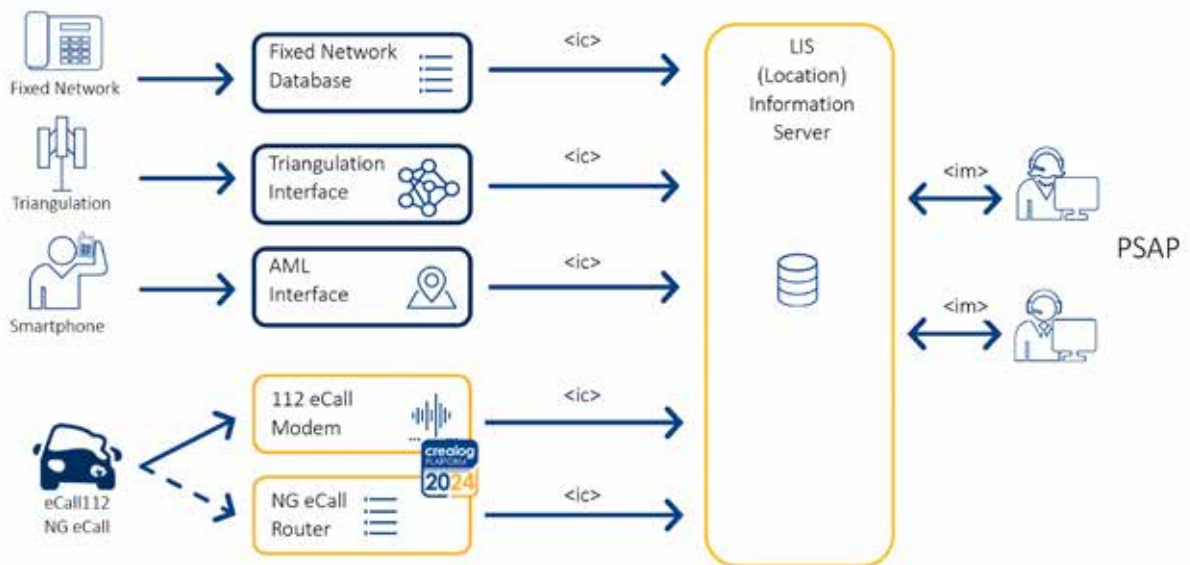 Fixed Network
Fixed Network
Database
<ic>
LIS
(Location)
Information
Server
Triangulation
Triangulation
Interface
<ic>
<im>
PSAP
Smartphone
AML
Interface
<ic>
<im>
eCall112
NG eCall
112 eCall
Modem
<ic>
crealog
PLATFORM
2024
NG eCall
Router
<ic>